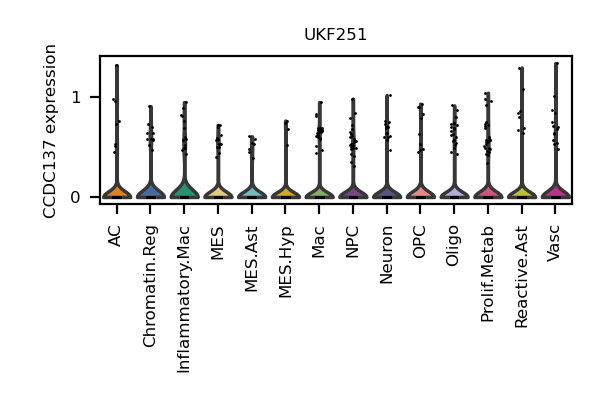 UKF251
CCDC137 expression
1
0
AC
Chromatin.Reg
Inflammatory.Mac
MES
MES.Ast
MES.Hyp
Mac
NPC
Neuron
OPC
Oligo
Prolif.Metab
Reactive.Ast
Vasc